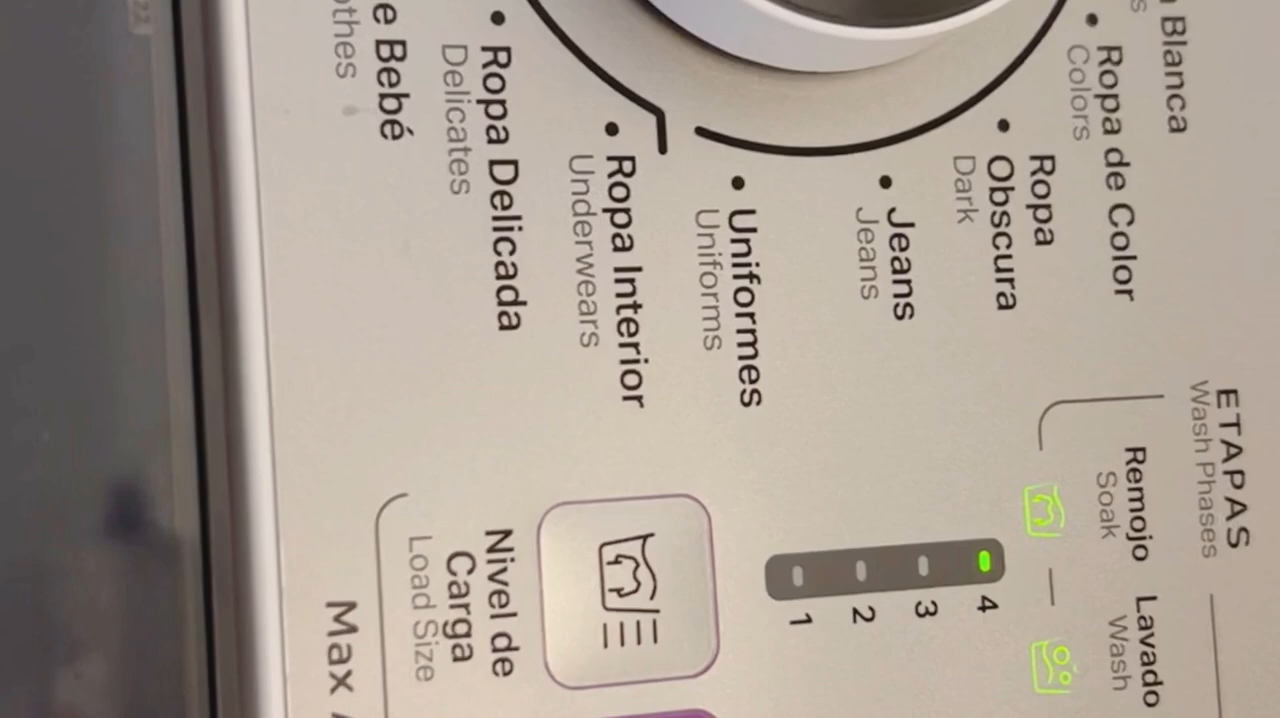 Blanca
• Ropa de Color
Colors
Ropa
• Obscura
Dark
• Jeans
Jeans
• Uniformes
Uniforms
• Ropa Interior
Underwears
• Ropa Delicada
Delicates
e Bebé
othes
ETAPAS
Wash Phases
Remojo
Soak
Lavado
Wash
4
3
2
1
Nivel de
Carga
Load Size
Max